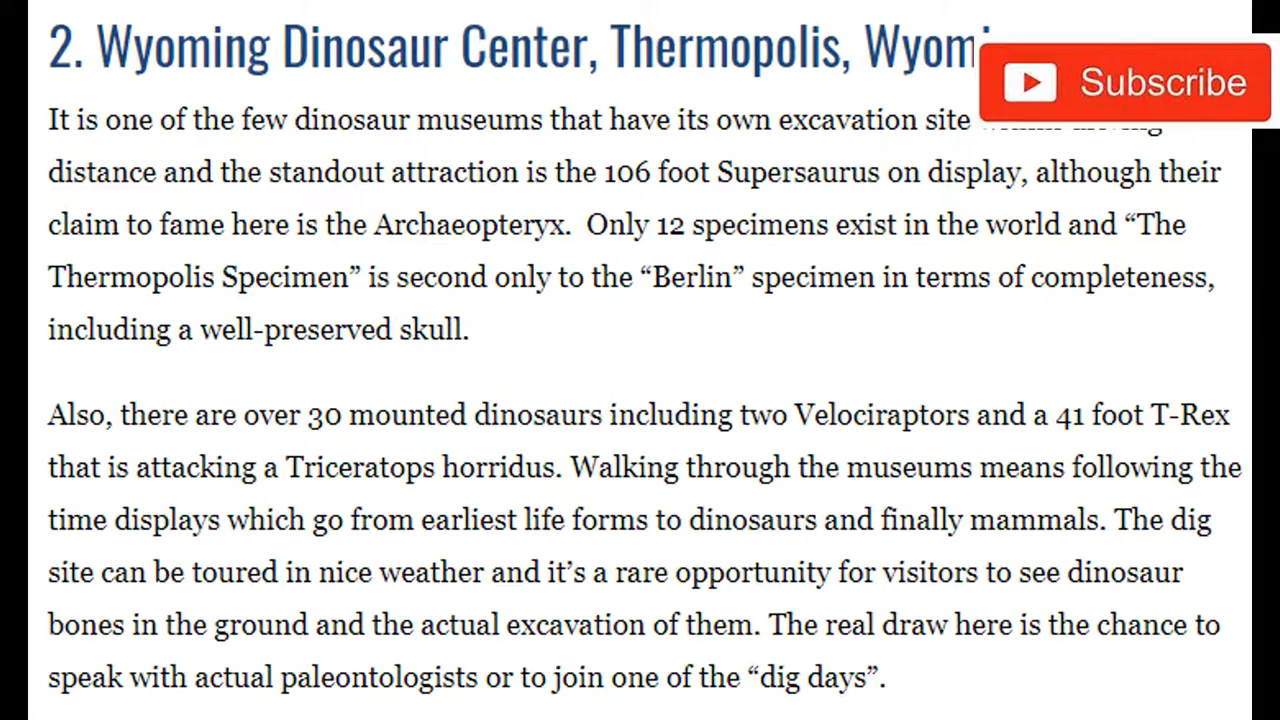 2. Wyoming Dinosaur Center, Thermopolis,
Subscribe
It is one of the few dinosaur museums that have its own excavation site
distance and the standout attraction is the 106 foot Supersaurus on display, although their
claim to fame here is the Archaeopteryx.  Only 12 specimens exist in the world and “The
Thermopolis Specimen” is second only to the “Berlin” specimen in terms of completeness,
including a well-preserved skull.
Also, there are over 30 mounted dinosaurs including two Velociraptors and a 41 foot T-Rex
that is attacking a Triceratops horridus. Walking through the museums means following the
time displays which go from earliest life forms to dinosaurs and finally mammals. The dig
site can be toured in nice weather and it’s a rare opportunity for visitors to see dinosaur
bones in the ground and the actual excavation of them. The real draw here is the chance to
speak with actual paleontologists or to join one of the “dig days”.